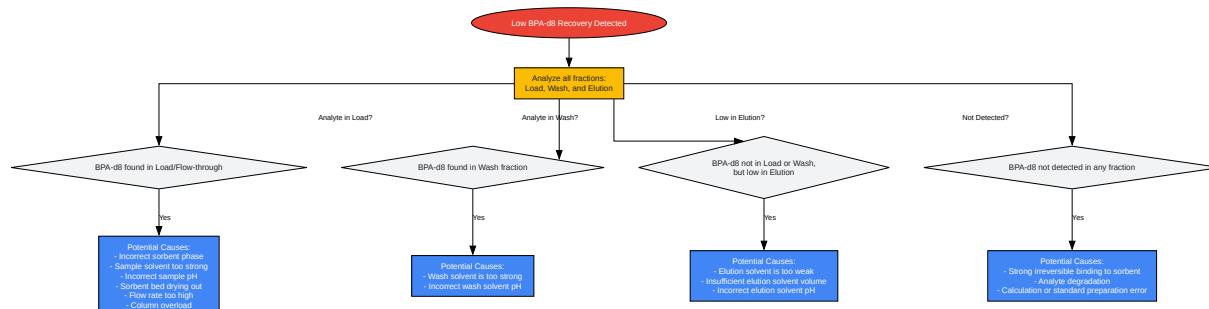 Low BPA-d8 Recovery Detected
Analyze all fractions:
Load, Wash, and Elution
Analyte in Load?
Analyte in Wash?
Low in Elution?
Not Detected?
BPA-d8 found in Load/Flow-through
BPA-d8 found in Wash fraction
BPA-d8 not in Load or Wash,
but low in Elution
BPA-d8 not detected in any fraction
Yes
Yes
Yes
Yes
Potential Causes:
- Incorrect sorbent phase
- Sample solvent too strong
- Incorrect sample pH
- Sorbent bed drying out
- Flow rate too high
- Column overload
Potential Causes:
- Wash solvent is too strong
- Incorrect wash solvent pH
Potential Causes:
- Elution solvent is too weak
- Insufficient elution solvent volume
- Incorrect elution solvent pH
Potential Causes:
- Strong irreversible binding to sorbent
- Analyte degradation
- Calculation or standard preparation error